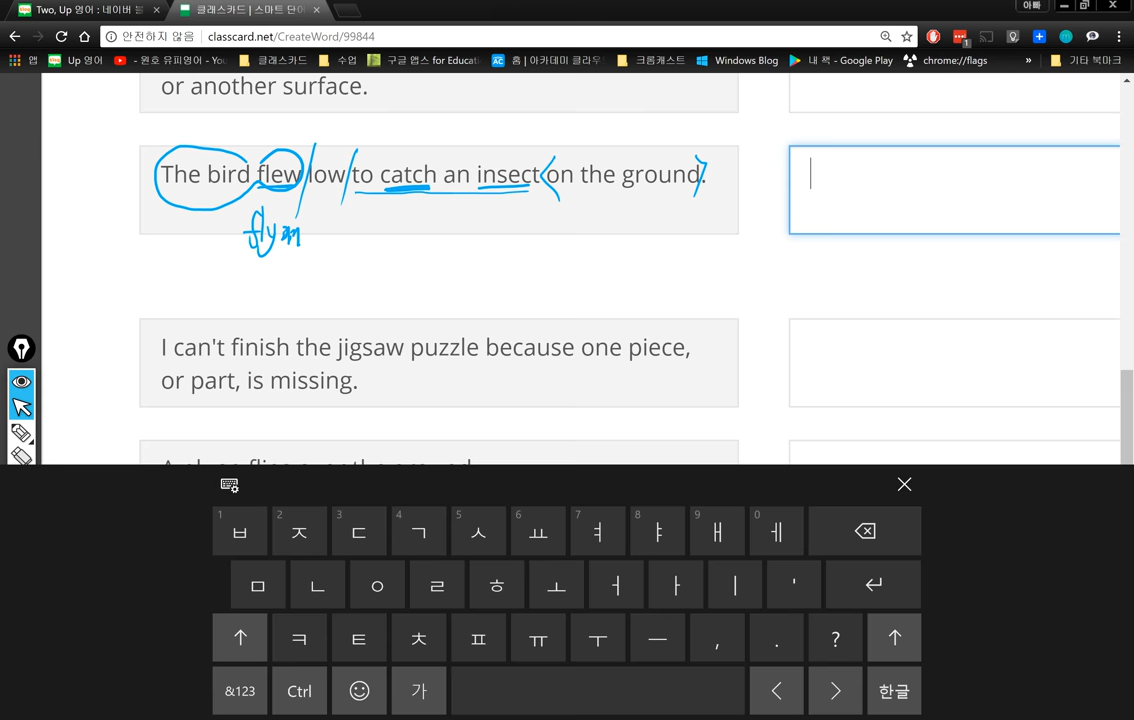 Two, Up 영어 : 네이버 블
클래스카드 | 스마트 단어
아빠
안전하지 않음
classcard.net/CreateWord/99844
앱
Up 영어
- 원호 유피영어 - You
클래스카드
수업
구글 앱스 for Educati
홈 | 아카데미 클라우
크롬캐스트
Windows Blog
내 책 - Google Play
chrome://flags
»
기타 북마크
or another surface.
The bird flew low to catch an insect on the ground.
fly
I can't finish the jigsaw puzzle because one piece,
or part, is missing.
1 ㅂ 2 ㅈ 3 ㄷ 4 ㄱ 5 ㅅ 6 ㅛ 7 ㅕ 8 ㅑ 9 ㅐ 0 ㅔ
ㅁ ㄴ ㅇ ㄹ ㅎ ㅗ ㅓ ㅏ ㅣ '
↑ ㅋ ㅌ ㅊ ㅍ ㅠ ㅜ ㅡ , . ? ↑
&123 Ctrl 가 < > 한글